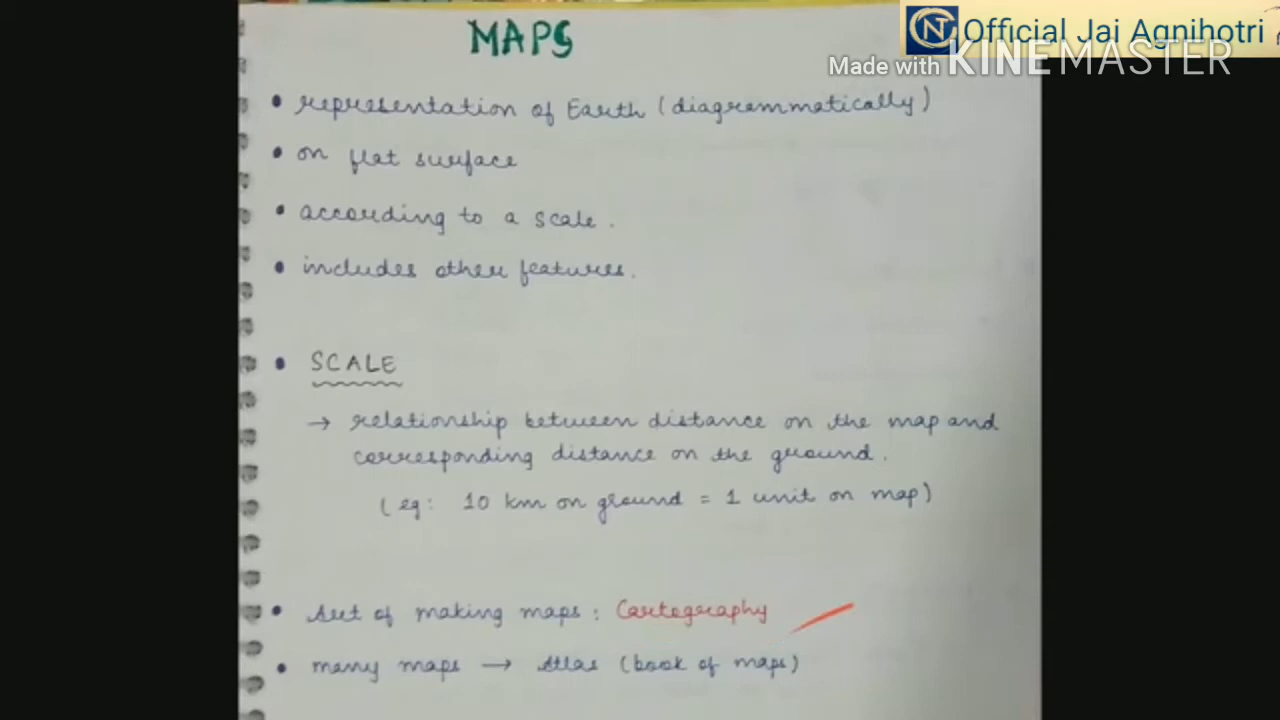 MAPS
CNT Official Jai Agnihotri
Made with KINEMASTER
• representation of Earth (diagrammatically)
• on flat surface
• according to a scale.
• includes other features.
• SCALE
→ relationship between distance on the map and
corresponding distance on the ground.
(eg: 10 km on ground = 1 unit on map)
• Art of making maps: Cartography
• many maps → Atlas (book of maps)